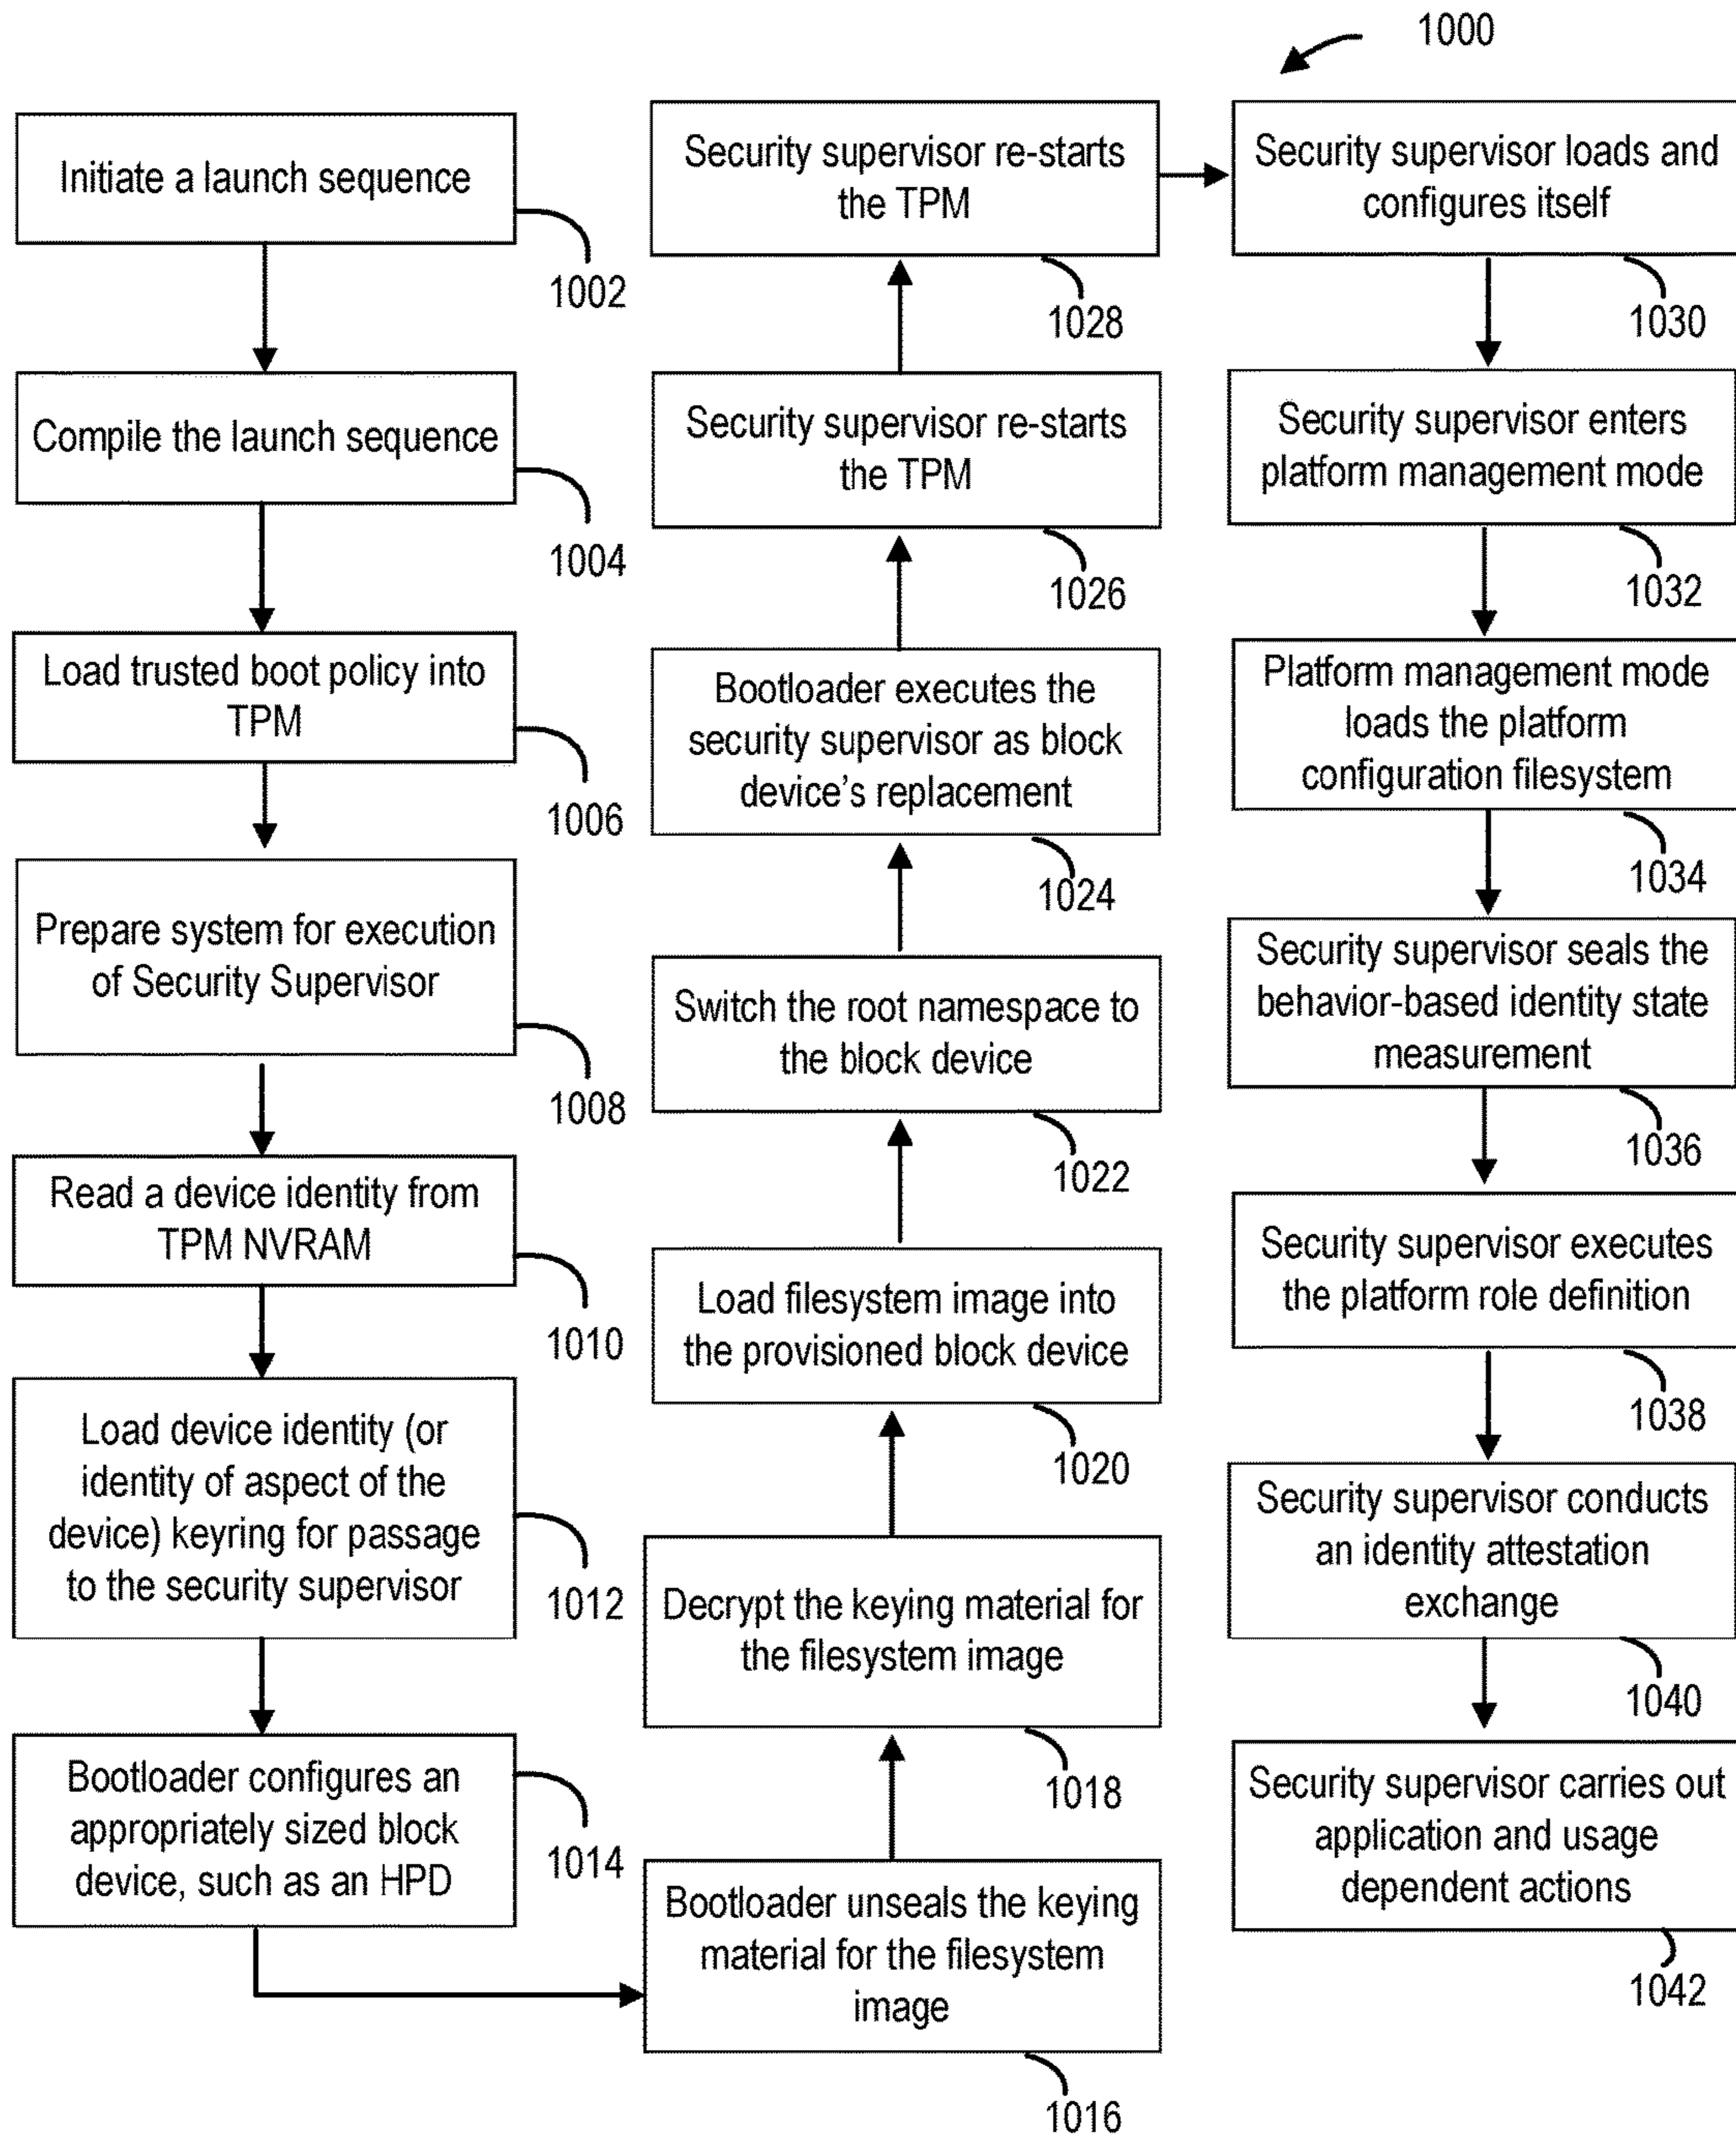 1000
Initiate a launch sequence
1002
Compile the launch sequence
1004
Load trusted boot policy into
TPM
1006
Prepare system for execution
of Security Supervisor
1008
Read a device identity from
TPM NVRAM
1010
Load device identity (or
identity of aspect of the
device) keyring for passage
to the security supervisor
1012
Bootloader configures an
appropriately sized block
device, such as an HPD
1014
Bootloader unseals the keying
material for the filesystem
image
1016
Decrypt the keying material for
the filesystem image
1018
Load filesystem image into
the provisioned block device
1020
Switch the root namespace to
the block device
1022
Bootloader executes the
security supervisor as block
device's replacement
1024
Security supervisor re-starts
the TPM
1026
Security supervisor re-starts
the TPM
1028
Security supervisor loads and
configures itself
1030
Security supervisor enters
platform management mode
1032
Platform management mode
loads the platform
configuration filesystem
1034
Security supervisor seals the
behavior-based identity state
measurement
1036
Security supervisor executes
the platform role definition
1038
Security supervisor conducts
an identity attestation
exchange
1040
Security supervisor carries out
application and usage
dependent actions
1042